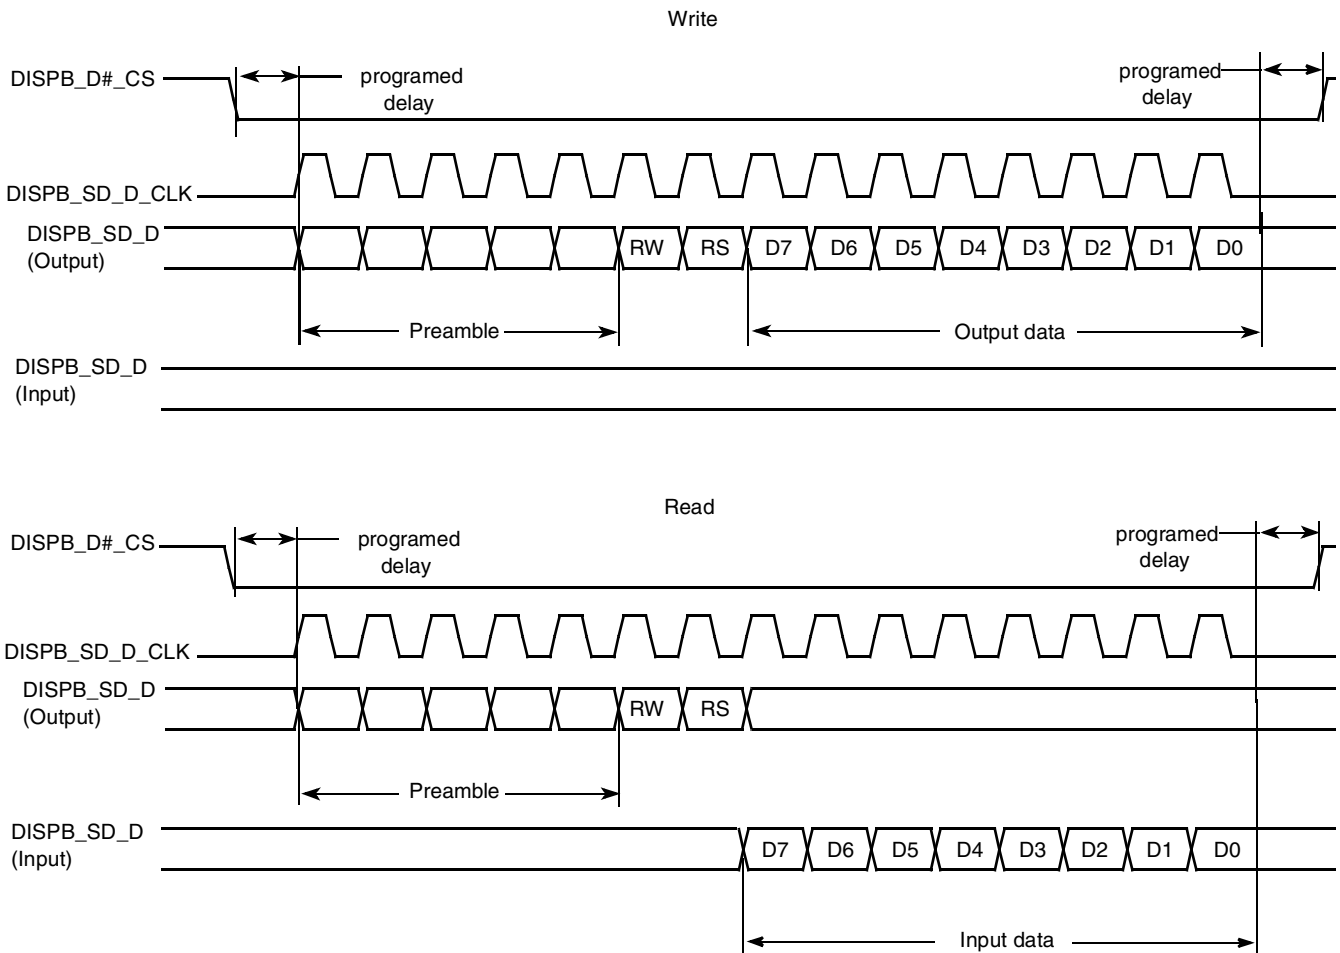 Write
DISPB_D#_CS
programed
delay
programed
delay
DISPB_SD_D_CLK
DISPB_SD_D
(Output)
RW RS D7 D6 D5 D4 D3 D2 D1 D0
Preamble
Output data
DISPB_SD_D
(Input)
Read
DISPB_D#_CS
programed
delay
programed
delay
DISPB_SD_D_CLK
DISPB_SD_D
(Output)
RW RS
Preamble
DISPB_SD_D
(Input)
D7 D6 D5 D4 D3 D2 D1 D0
Input data